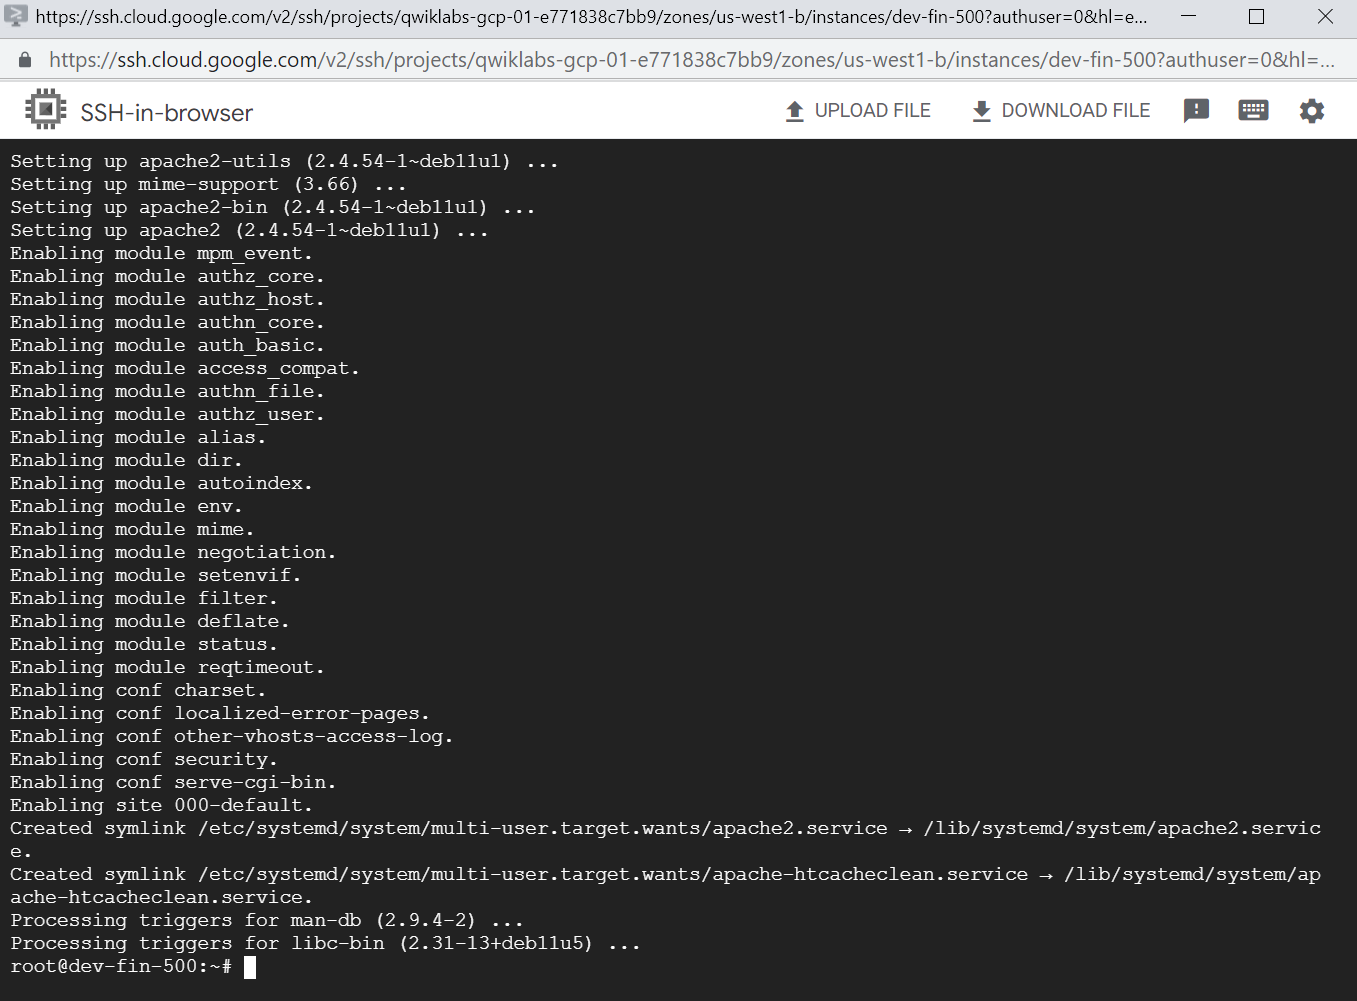 https://ssh.cloud.google.com/v2/ssh/projects/qwiklabs-gcp-01-e771838c7bb9/zones/us-west1-b/instances/dev-fin-500?authuser=0&hl=e...
https://ssh.cloud.google.com/v2/ssh/projects/qwiklabs-gcp-01-e771838c7bb9/zones/us-west1-b/instances/dev-fin-500?authuser=0&hl=...
SSH-in-browser UPLOAD FILE DOWNLOAD FILE
Setting up apache2-utils (2.4.54-1~deb11u1) ...
Setting up mime-support (3.66) ...
Setting up apache2-bin (2.4.54-1~deb11u1) ...
Setting up apache2 (2.4.54-1~deb11u1) ...
Enabling module mpm_event.
Enabling module authz_core.
Enabling module authz_host.
Enabling module authn_core.
Enabling module auth_basic.
Enabling module access_compat.
Enabling module authn_file.
Enabling module authz_user.
Enabling module alias.
Enabling module dir.
Enabling module autoindex.
Enabling module env.
Enabling module mime.
Enabling module negotiation.
Enabling module setenvif.
Enabling module filter.
Enabling module deflate.
Enabling module status.
Enabling module reqtimeout.
Enabling conf charset.
Enabling conf localized-error-pages.
Enabling conf other-vhosts-access-log.
Enabling conf security.
Enabling conf serve-cgi-bin.
Enabling site 000-default.
Created symlink /etc/systemd/system/multi-user.target.wants/apache2.service → /lib/systemd/system/apache2.servic
e.
Created symlink /etc/systemd/system/multi-user.target.wants/apache-htcacheclean.service → /lib/systemd/system/ap
ache-htcacheclean.service.
Processing triggers for man-db (2.9.4-2) ...
Processing triggers for libc-bin (2.31-13+deb11u5) ...
root@dev-fin-500:~#